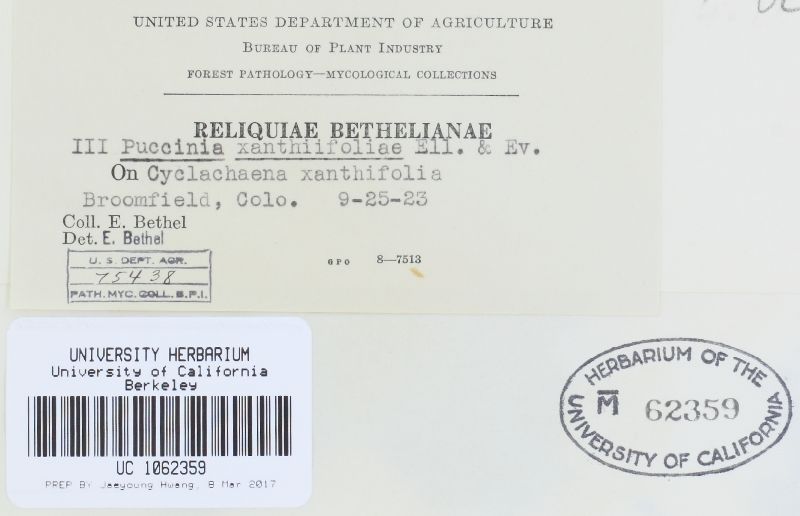 UNITED STATES DEPARTMENT OF AGRICULTURE
BUREAU OF PLANT INDUSTRY
FOREST PATHOLOGY—MYCOLOGICAL COLLECTIONS
RELIQUIAE BETHELIANAE
III Puccinia xanthiifoliae Ell. & Ev.
On Cyclachaena xanthifolia
Broomfield, Colo. 9-25-23
Coll. E. Bethel
Det. E. Bethel
U. S. DEPT. AGR.
75438
PATH. MYC. COLL. B.P.I.
GPO 8—7513
UNIVERSITY HERBARIUM
University of California
Berkeley
UC 1062359
PREP BY Jaeyoung Hwang, 8 Mar 2017
HERBARIUM OF THE
M 62359
UNIVERSITY OF CALIFORNIA